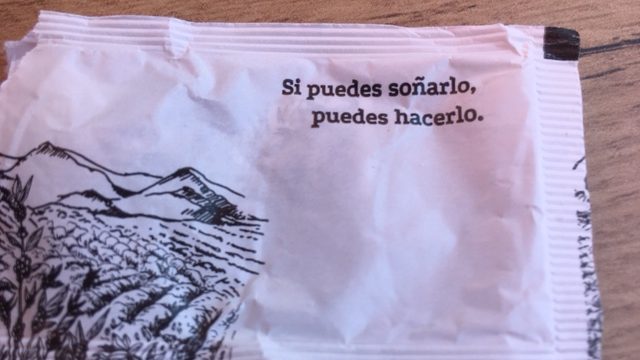 Si puedes soñarlo,
puedes hacerlo.